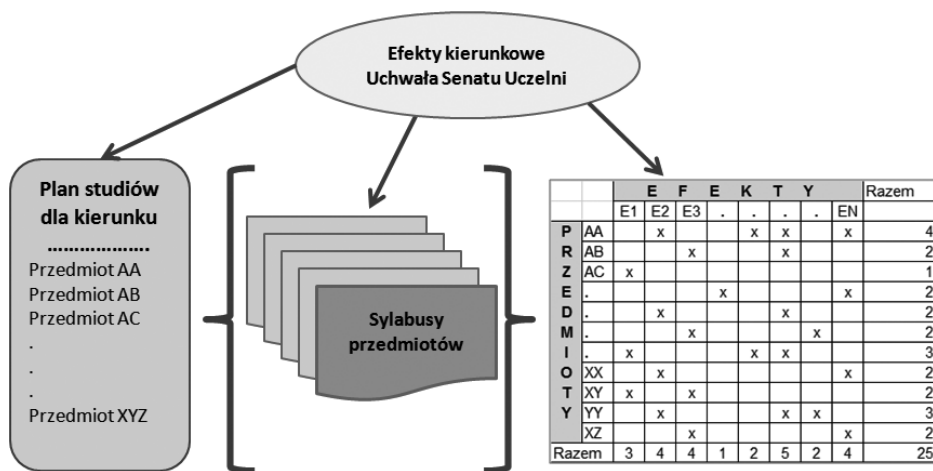 Efekty kierunkowe
Uchwała Senatu Uczelni
Plan studiów
dla kierunku
....................
Przedmiot AA
Przedmiot AB
Przedmiot AC
.
.
.
Przedmiot XYZ
Sylabusy
przedmiotów
E F E K T Y Razem
E1 E2 E3 . . . . EN
P AA x x x x 4
R AB x x 2
Z AC x 1
E . x x 2
D . x x 2
M . x x 2
I . x x x 3
O XX x x 2
T XY x x 2
Y YY x x x 3
XZ x x 2
Razem 3 4 4 1 2 5 2 4 25